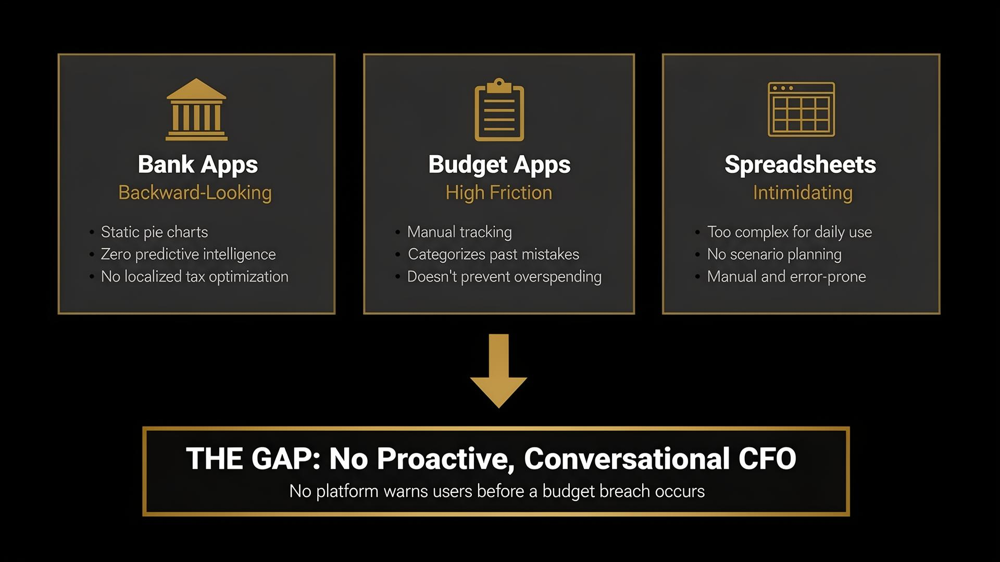 Bank Apps
Backward-Looking
• Static pie charts
• Zero predictive intelligence
• No localized tax optimization
Budget Apps
High Friction
• Manual tracking
• Categorizes past mistakes
• Doesn't prevent overspending
Spreadsheets
Intimidating
• Too complex for daily use
• No scenario planning
• Manual and error-prone
THE GAP: No Proactive, Conversational CFO
No platform warns users before a budget breach occurs